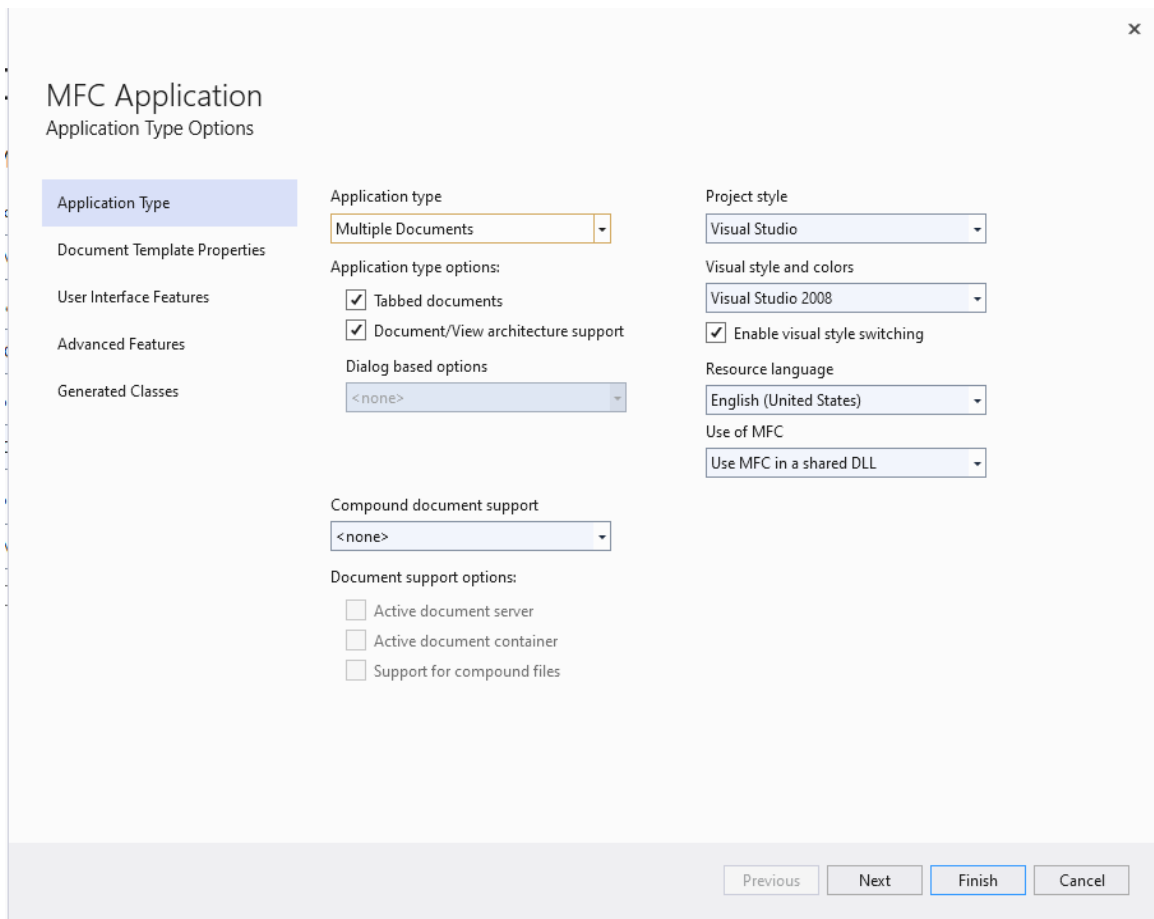 MFC Application
Application Type Options
Application Type
Document Template Properties
User Interface Features
Advanced Features
Generated Classes
Application type
Multiple Documents
Application type options:
Tabbed documents
Document/View architecture support
Dialog based options
<none>
Compound document support
<none>
Document support options:
Active document server
Active document container
Support for compound files
Project style
Visual Studio
Visual style and colors
Visual Studio 2008
Enable visual style switching
Resource language
English (United States)
Use of MFC
Use MFC in a shared DLL
Previous
Next
Finish
Cancel